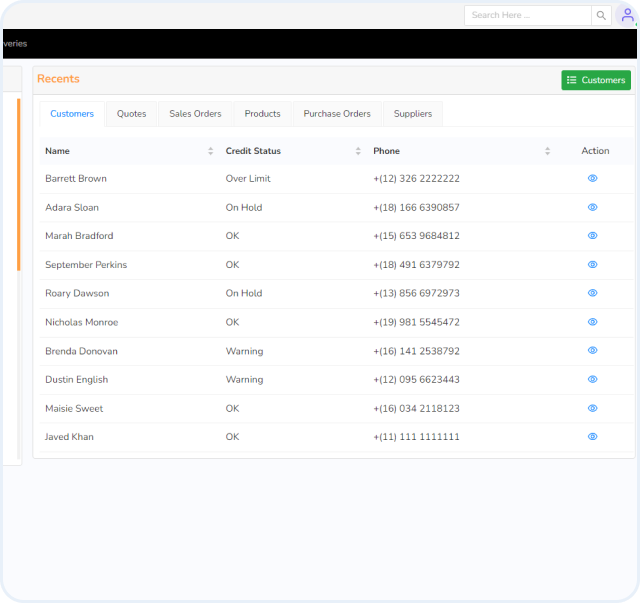 Search Here ...
veries
Recents
Customers
Customers Quotes Sales Orders Products Purchase Orders Suppliers
Name Credit Status Phone Action
Barrett Brown Over Limit +(12) 326 2222222
Adara Sloan On Hold +(18) 166 6390857
Marah Bradford OK +(15) 653 9684812
September Perkins OK +(18) 491 6379792
Roary Dawson On Hold +(13) 856 6972973
Nicholas Monroe OK +(19) 981 5545472
Brenda Donovan Warning +(16) 141 2538792
Dustin English Warning +(12) 095 6623443
Maisie Sweet OK +(16) 034 2118123
Javed Khan OK +(11) 111 1111111